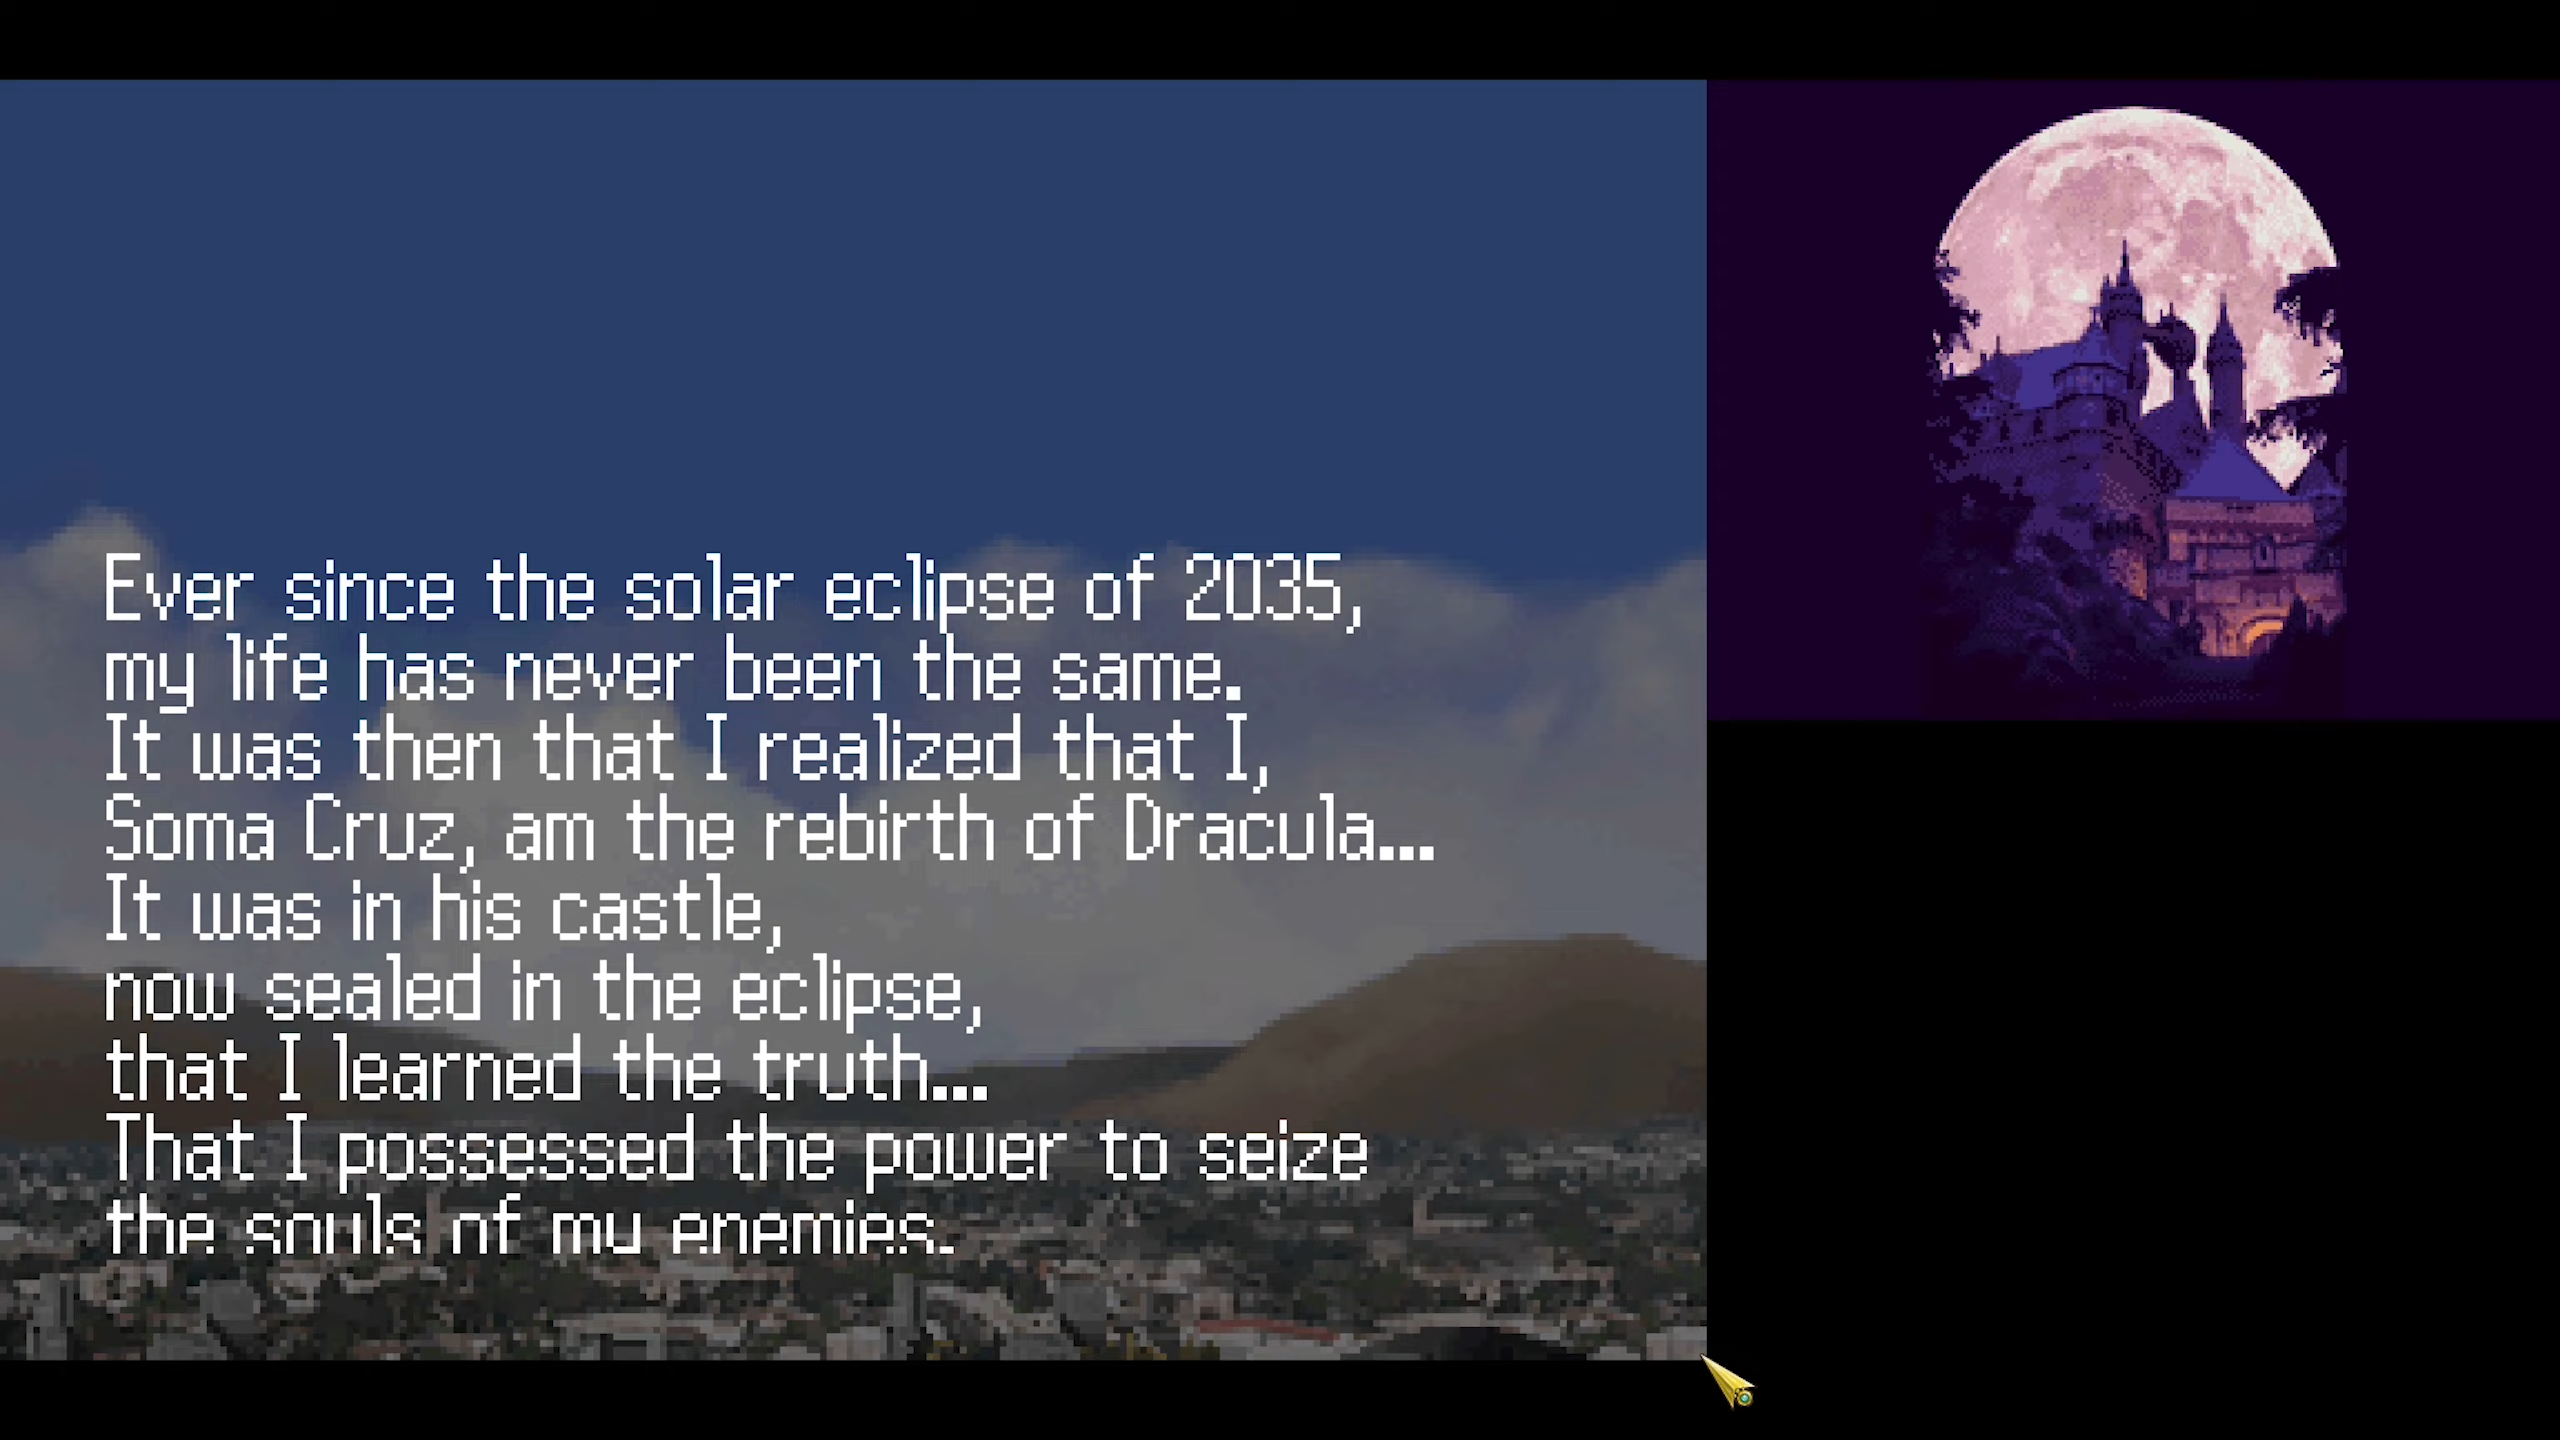 Ever since the solar eclipse of 2035,
my life has never been the same.
It was then that I realized that I,
Soma Cruz, am the rebirth of Dracula...
It was in his castle,
now sealed in the eclipse,
that I learned the truth...
That I possessed the power to seize
the souls of my enemies.